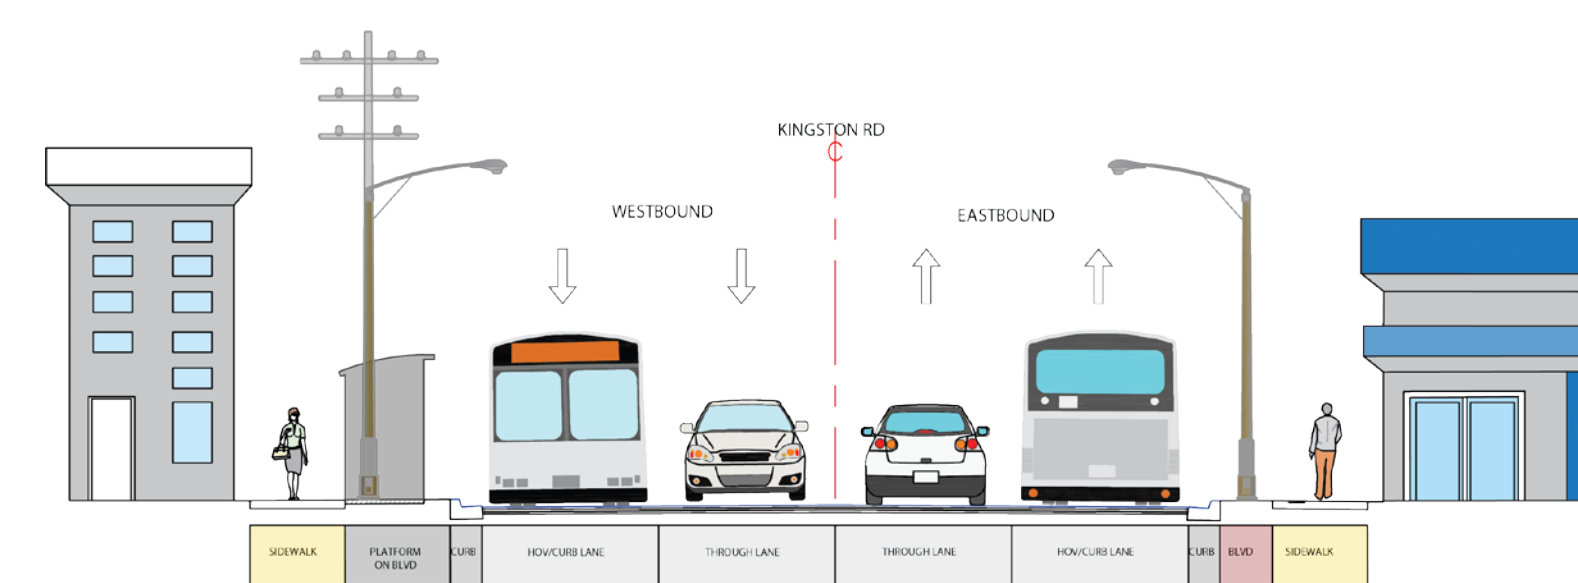 KINGSTON RD
WESTBOUND
EASTBOUND
SIDEWALK
PLATFORM
ON BLVD
CURB
HOV/CURB LANE
THROUGH LANE
THROUGH LANE
HOV/CURB LANE
CURB
BLVD
SIDEWALK